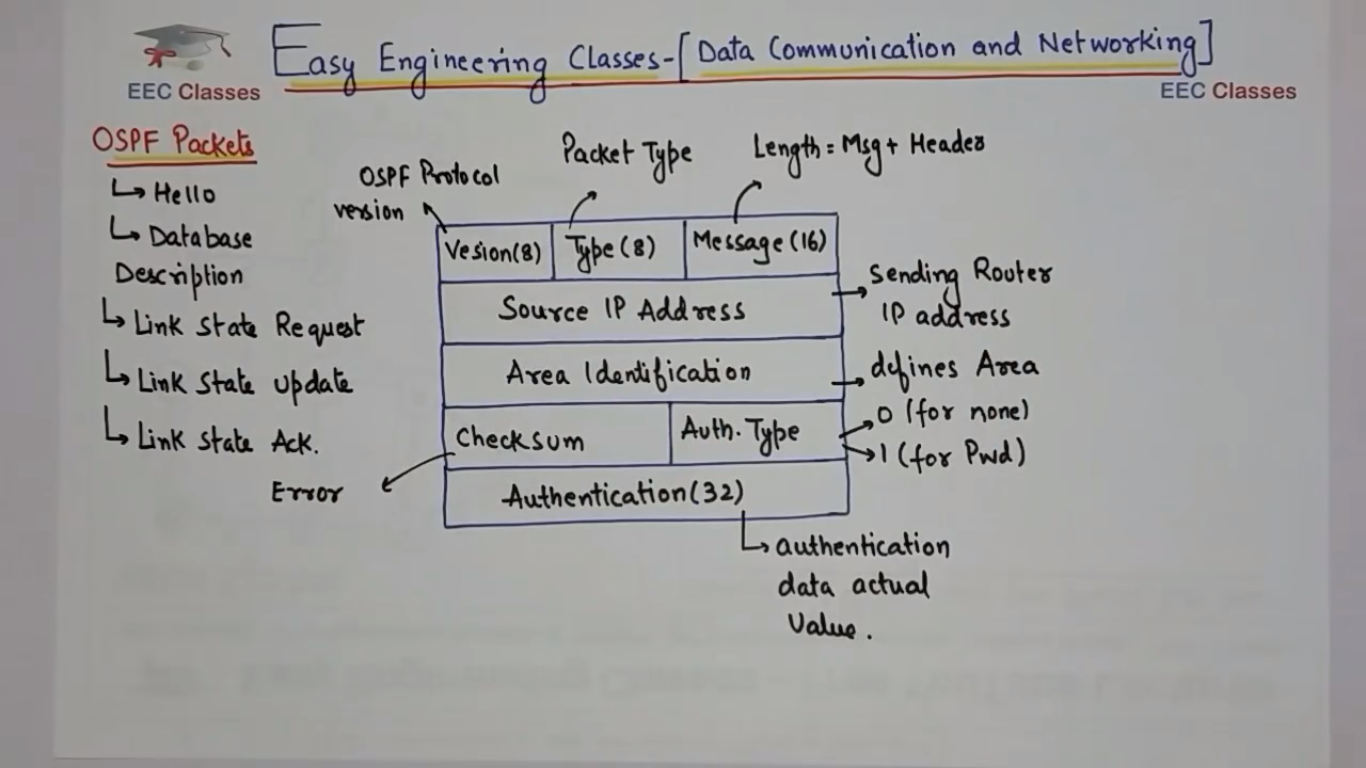 Easy Engineering Classes-[Data Communication and Networking]
EEC Classes
EEC Classes
OSPF Packets
Hello
Database
Description
Link State Request
Link State Update
Link State Ack.
OSPF Protocol
version
Packet Type
Length = Msg + Header
Vesion(8) Type(8) Message(16)
Source IP Address
Sending Router
IP address
Area Identification
defines Area
Checksum Auth. Type
0 (for none)
1 (for Pwd)
Error
Authentication(32)
authentication
data actual
Value.